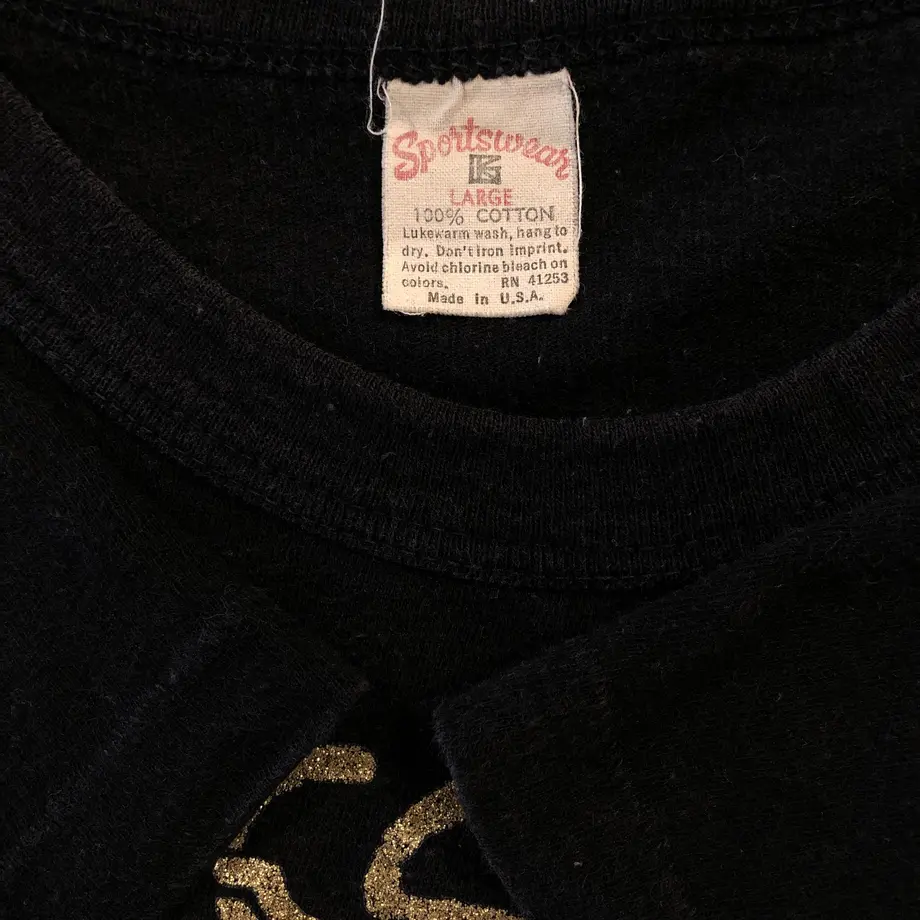 Sportswear
LARGE
100% COTTON
Lukewarm wash, hang to
dry. Don't iron imprint.
Avoid chlorine bleach on
colors. RN 41253
Made in U.S.A.